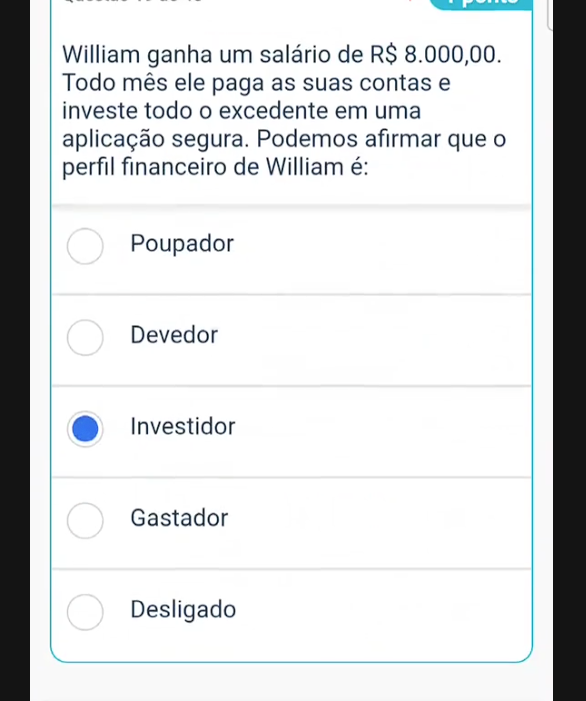 William ganha um salário de R$ 8.000,00.
Todo mês ele paga as suas contas e
investe todo o excedente em uma
aplicação segura. Podemos afirmar que o
perfil financeiro de William é:
Poupador
Devedor
Investidor
Gastador
Desligado